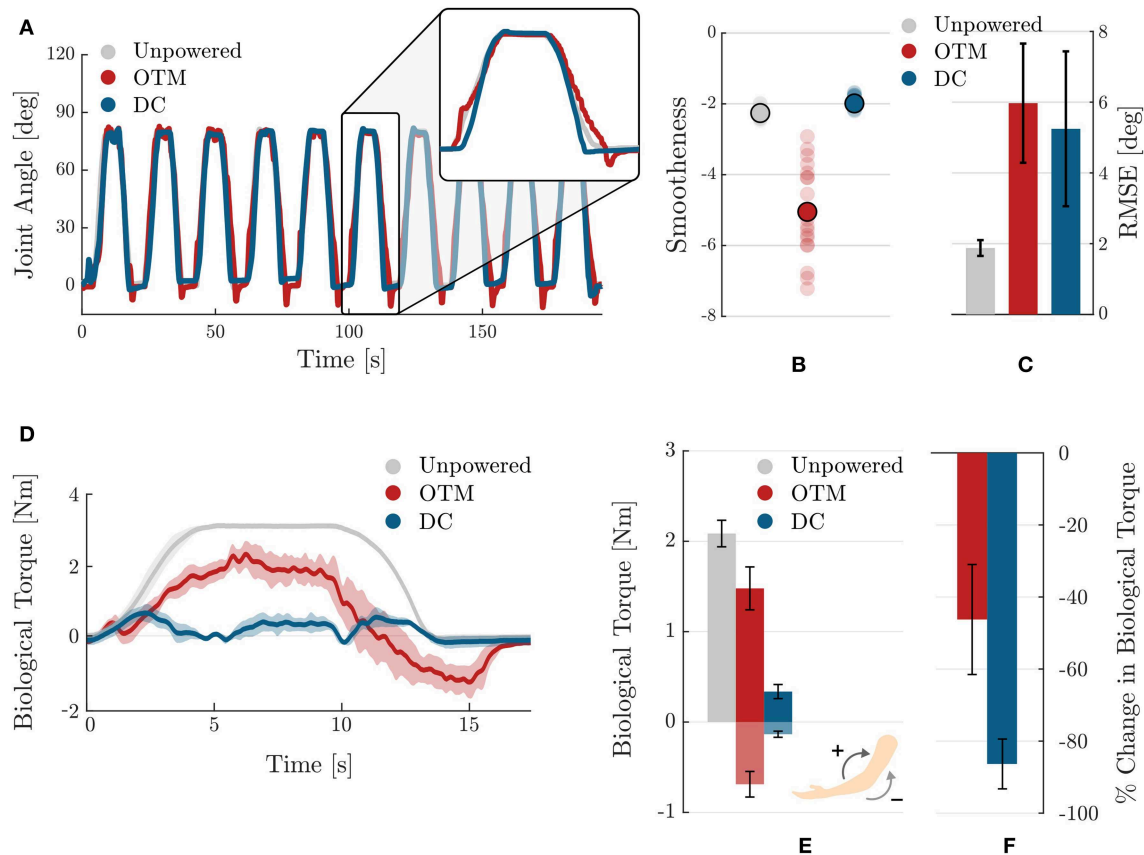 A
Unpowered
OTM
DC
120
90
60
30
0
Joint Angle [deg]
0
50
100
150
Time [s]
0
-2
-4
-6
-8
Smootheness
B
Unpowered
OTM
DC
8
6
4
2
0
RMSE [deg]
C
D
Unpowered
OTM
DC
4
2
0
-2
Biological Torque [Nm]
0
5
10
15
Time [s]
3
2
1
0
-1
Biological Torque [Nm]
Unpowered
OTM
DC
+
−
E
0
-20
-40
-60
-80
-100
% Change in Biological Torque
F